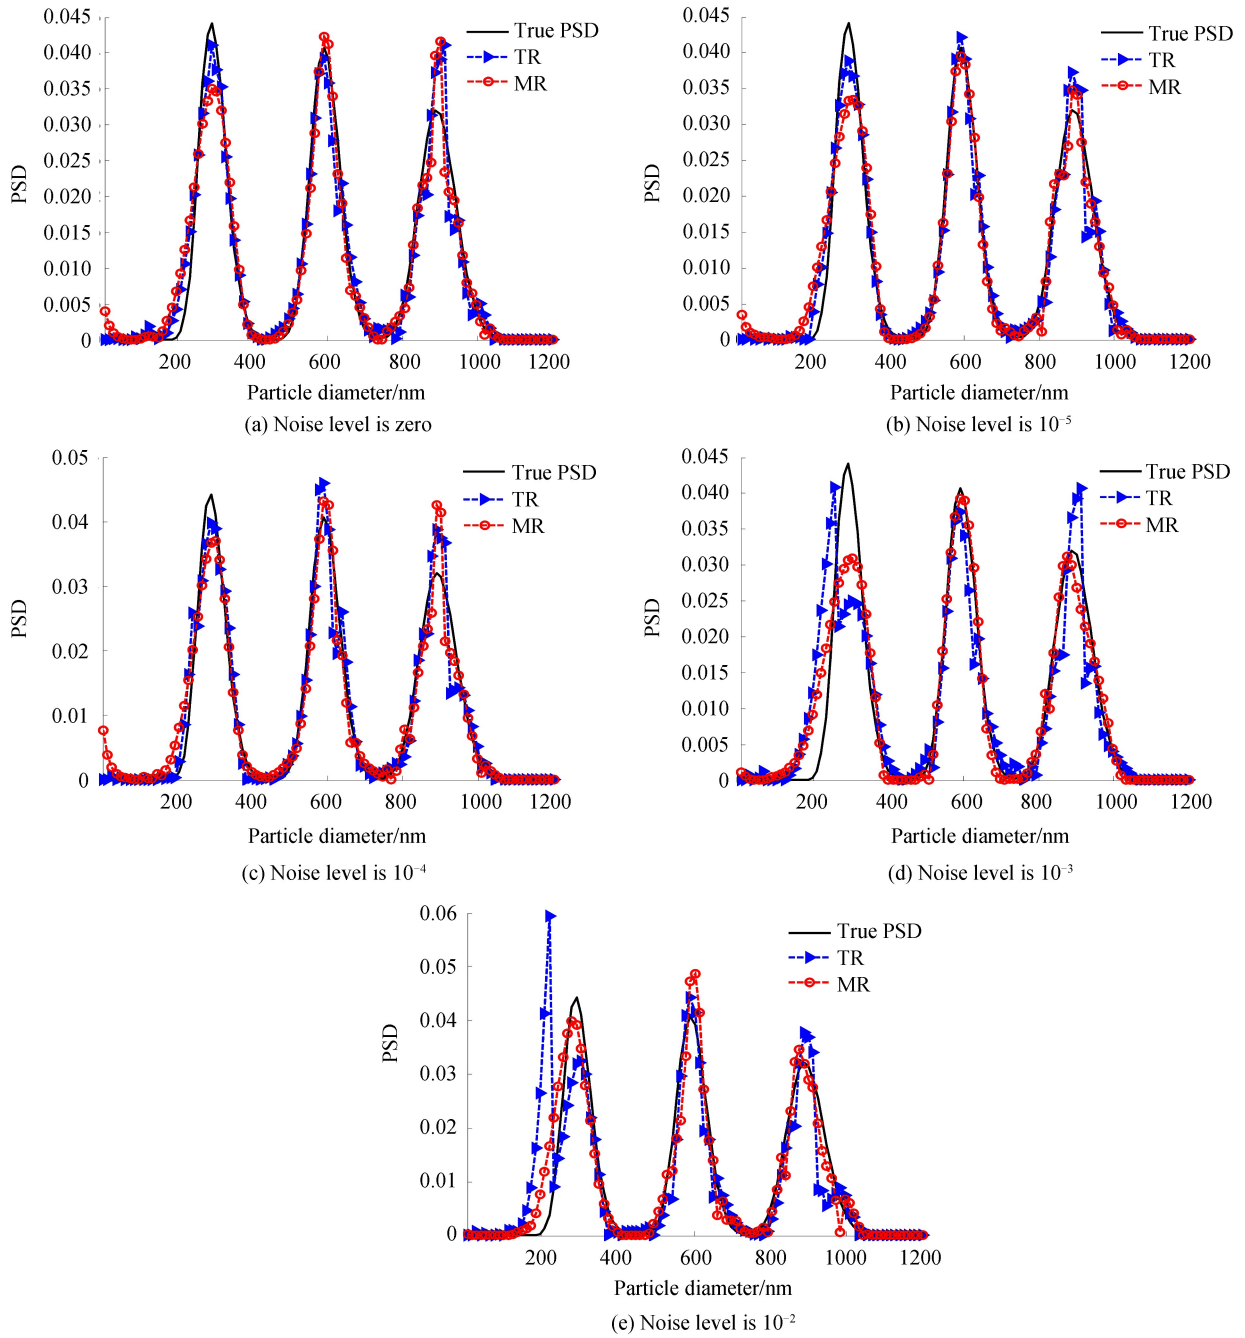 0.045
0.040
0.035
0.030
0.025
0.020
0.015
0.010
0.005
0
PSD
True PSD
TR
MR
200 400 600 800 1000 1200
Particle diameter/nm
(a) Noise level is zero
0.045
0.040
0.035
0.030
0.025
0.020
0.015
0.010
0.005
0
PSD
True PSD
TR
MR
200 400 600 800 1000 1200
Particle diameter/nm
(b) Noise level is 10⁻⁵
0.05
0.04
0.03
0.02
0.01
0
PSD
True PSD
TR
MR
200 400 600 800 1000 1200
Particle diameter/nm
(c) Noise level is 10⁻⁴
0.045
0.040
0.035
0.030
0.025
0.020
0.015
0.010
0.005
0
PSD
True PSD
TR
MR
200 400 600 800 1000 1200
Particle diameter/nm
(d) Noise level is 10⁻³
0.06
0.05
0.04
0.03
0.02
0.01
0
PSD
True PSD
TR
MR
200 400 600 800 1000 1200
Particle diameter/nm
(e) Noise level is 10⁻²